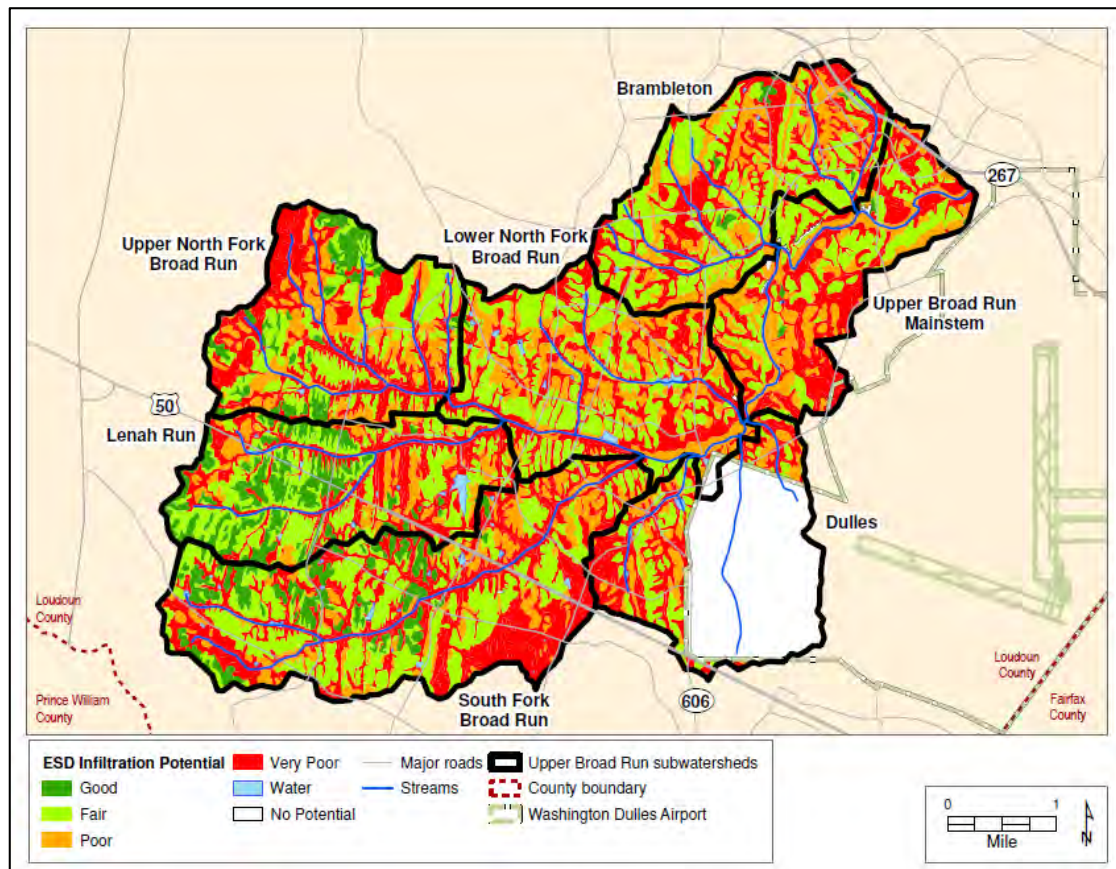 Brambleton
267
Upper North Fork
Broad Run
Lower North Fork
Broad Run
Upper Broad Run
Mainstem
50
Lenah Run
Dulles
Loudoun
County
Prince William
County
South Fork
Broad Run
606
Loudoun
County
Fairfax
County
ESD Infiltration Potential
Good
Fair
Poor
Very Poor
Water
No Potential
Major roads
Streams
Upper Broad Run subwatersheds
County boundary
Washington Dulles Airport
0 1
Mile
N